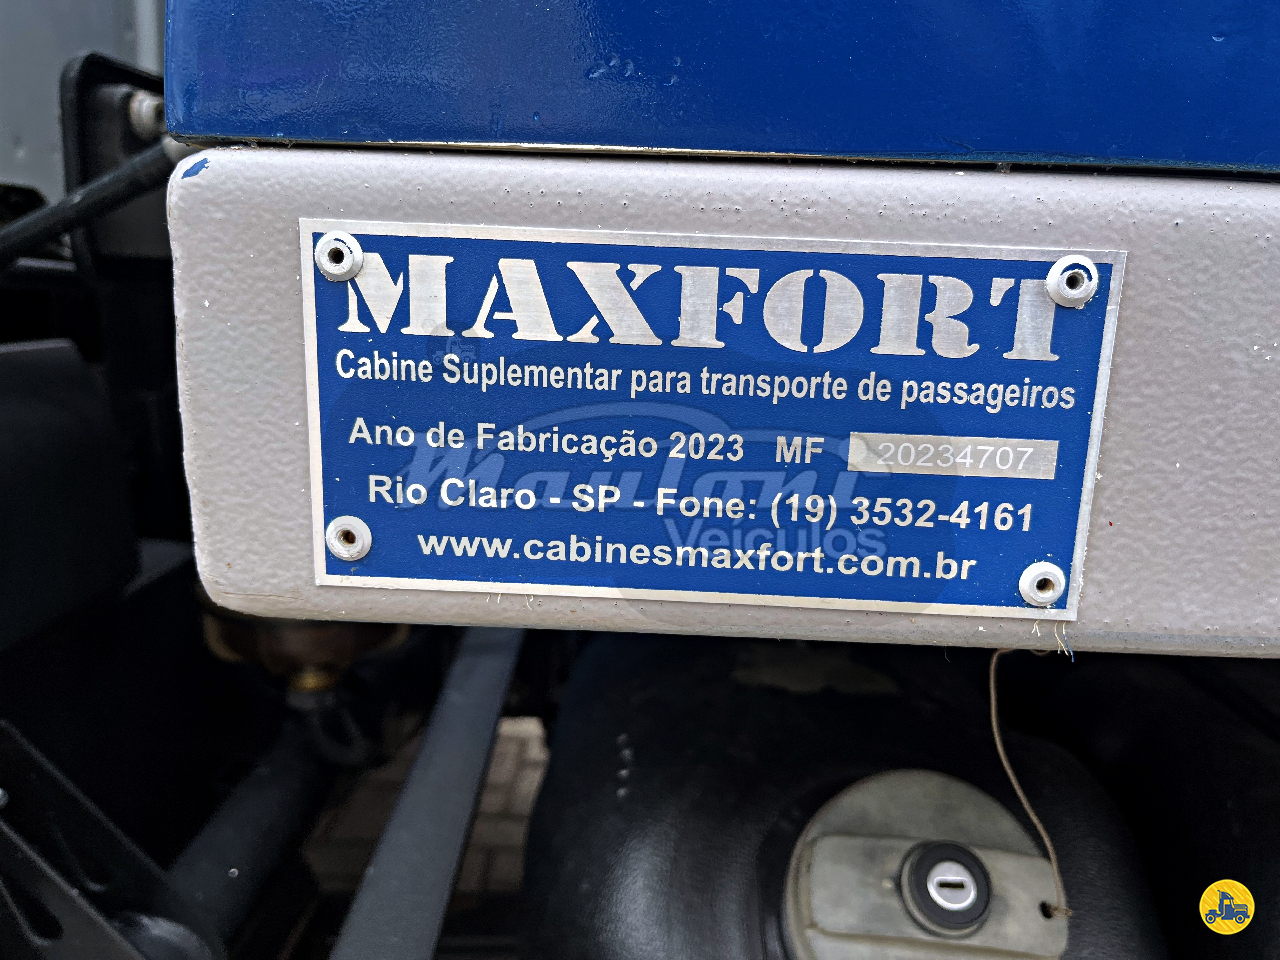 MAXFORT
Cabine Suplementar para transporte de passageiros
Ano de Fabricação 2023 MF 20234707
Rio Claro - SP - Fone: (19) 3532-4161
www.cabinesmaxfort.com.br
Veículos